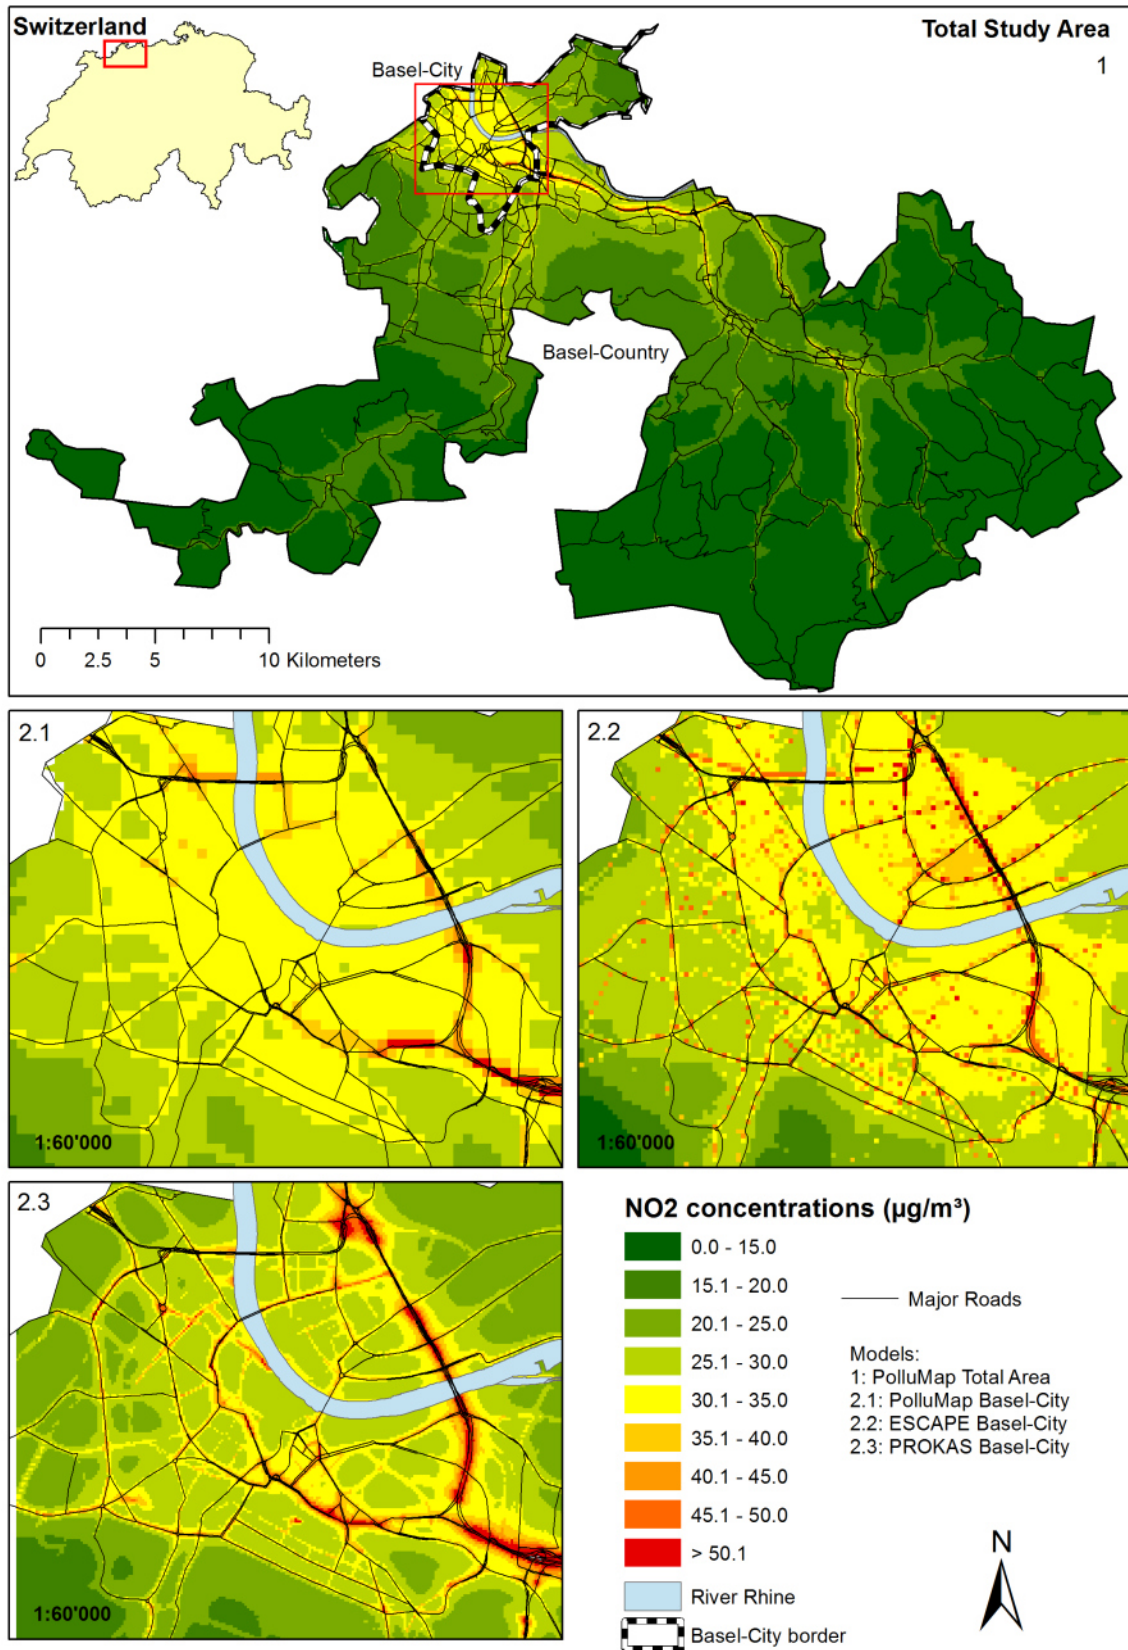 Switzerland
Total Study Area
1
Basel-City
Basel-Country
0 2.5 5 10 Kilometers
2.1
1:60'000
2.2
1:60'000
2.3
1:60'000
NO2 concentrations (µg/m³)
0.0 - 15.0
15.1 - 20.0
20.1 - 25.0
25.1 - 30.0
30.1 - 35.0
35.1 - 40.0
40.1 - 45.0
45.1 - 50.0
> 50.1
River Rhine
Basel-City border
Major Roads
Models:
1: PolluMap Total Area
2.1: PolluMap Basel-City
2.2: ESCAPE Basel-City
2.3: PROKAS Basel-City
N